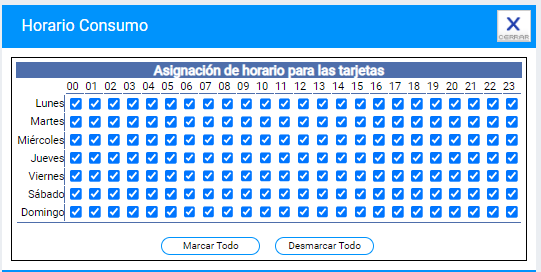 Horario Consumo
X
CERRAR
Asignación de horario para las tarjetas
00 01 02 03 04 05 06 07 08 09 10 11 12 13 14 15 16 17 18 19 20 21 22 23
Lunes
Martes
Miércoles
Jueves
Viernes
Sábado
Domingo
Marcar Todo Desmarcar Todo